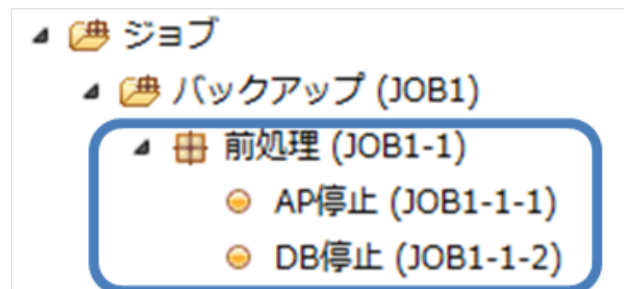 ジョブ
バックアップ (JOB1)
前処理 (JOB1-1)
AP停止 (JOB1-1-1)
DB停止 (JOB1-1-2)